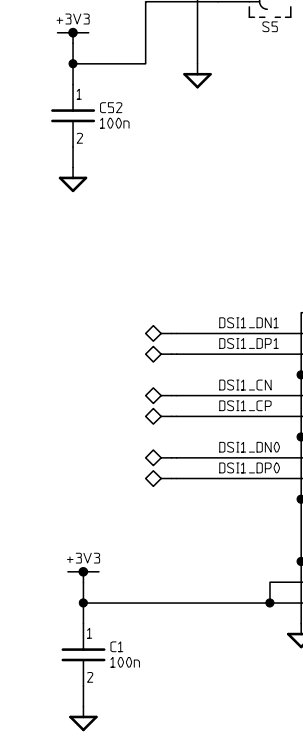 +3V3
S5
1
C52
100n
2
DSI1_DN1
DSI1_DP1
DSI1_CN
DSI1_CP
DSI1_DN0
DSI1_DP0
+3V3
1
C1
100n
2